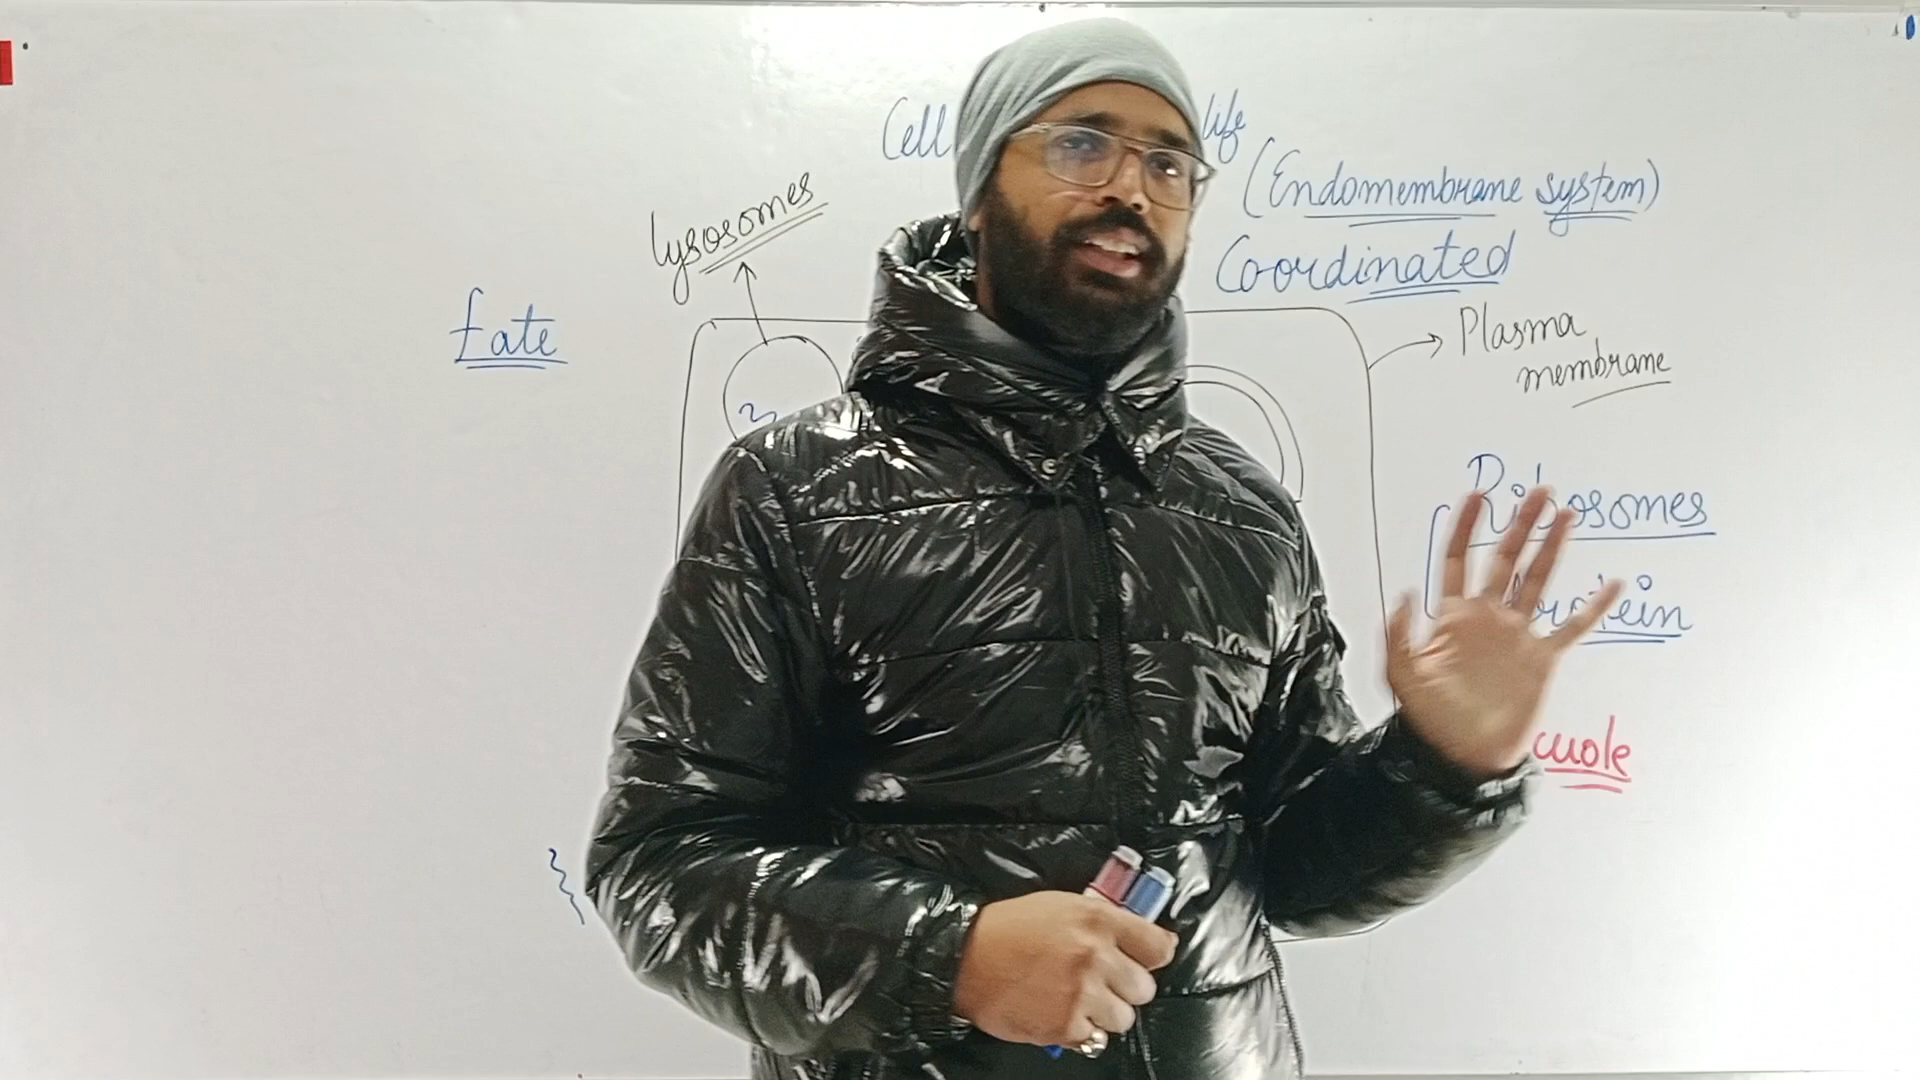 Cell life
(Endomembrane system)
Coordinated
lysosomes
fate
Plasma
membrane
Ribosomes